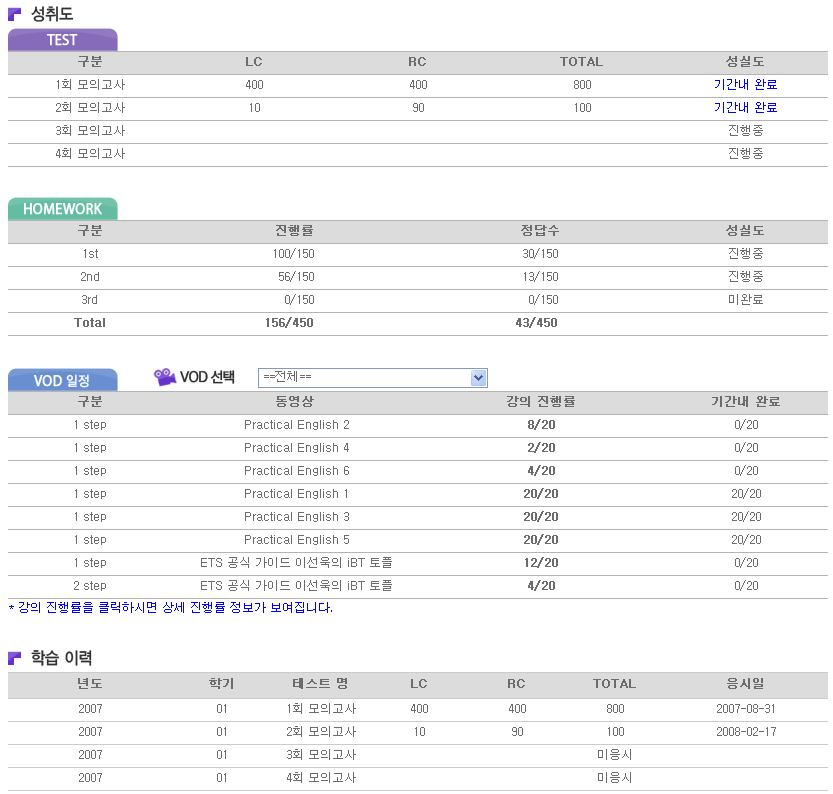 성취도
TEST
구분 LC RC TOTAL 성실도
1회 모의고사 400 400 800 기간내 완료
2회 모의고사 10 90 100 기간내 완료
3회 모의고사 진행중
4회 모의고사 진행중
HOMEWORK
구분 진행률 정답수 성실도
1st 100/150 30/150 진행중
2nd 56/150 13/150 진행중
3rd 0/150 0/150 미완료
Total 156/450 43/450
VOD 일정 VOD 선택 ==전체==
구분 동영상 강의 진행률 기간내 완료
1 step Practical English 2 8/20 0/20
1 step Practical English 4 2/20 0/20
1 step Practical English 6 4/20 0/20
1 step Practical English 1 20/20 20/20
1 step Practical English 3 20/20 20/20
1 step Practical English 5 20/20 20/20
1 step ETS 공식 가이드 이선욱의 iBT 토플 12/20 0/20
2 step ETS 공식 가이드 이선욱의 iBT 토플 4/20 0/20
* 강의 진행률을 클릭하시면 상세 진행률 정보가 보여집니다.
학습 이력
년도 학기 테스트 명 LC RC TOTAL 응시일
2007 01 1회 모의고사 400 400 800 2007-08-31
2007 01 2회 모의고사 10 90 100 2008-02-17
2007 01 3회 모의고사 미응시
2007 01 4회 모의고사 미응시